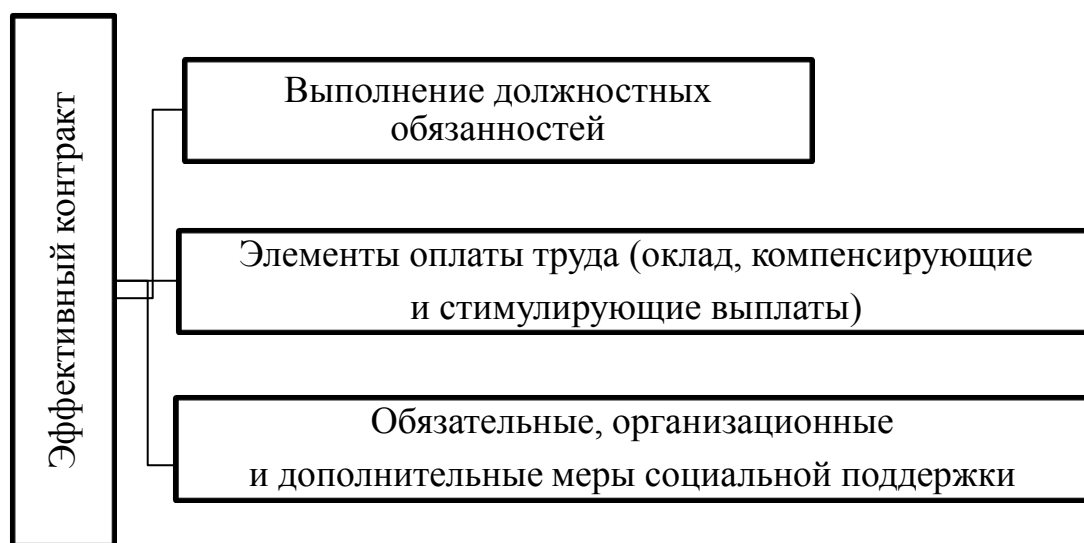 Эффективный контракт
Выполнение должностных
обязанностей
Элементы оплаты труда (оклад, компенсирующие
и стимулирующие выплаты)
Обязательные, организационные
и дополнительные меры социальной поддержки